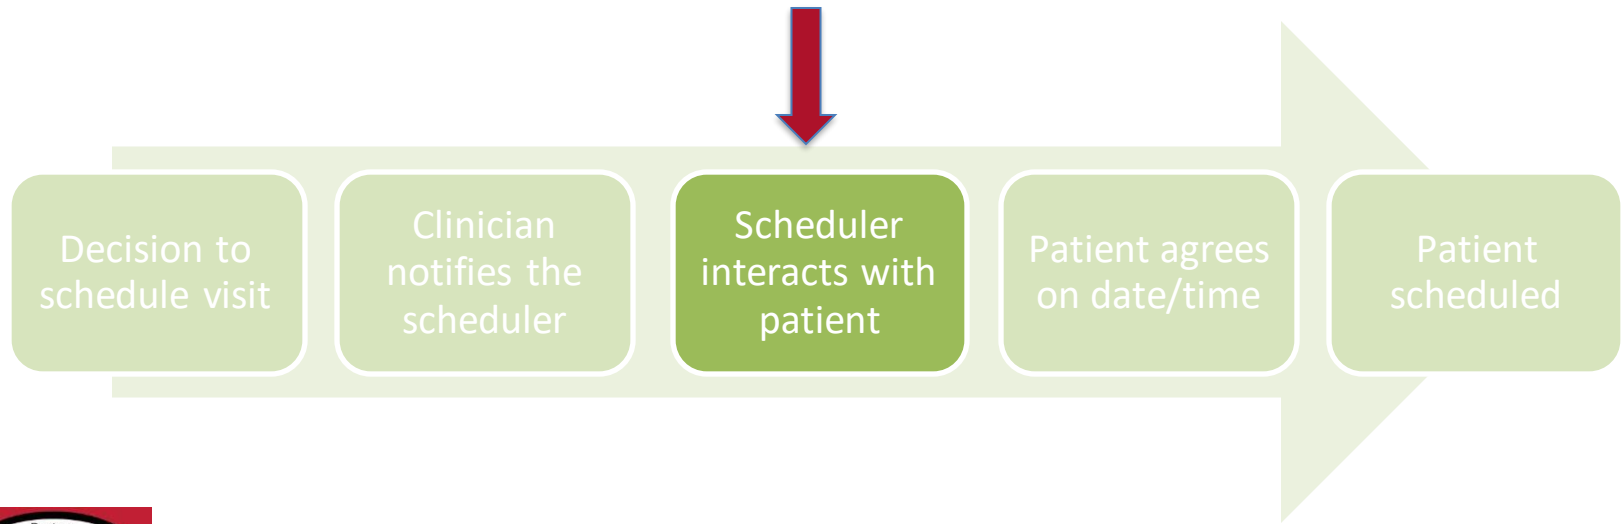 Decision to
schedule visit
Clinician
notifies the
scheduler
Scheduler
interacts with
patient
Patient agrees
on date/time
Patient
scheduled